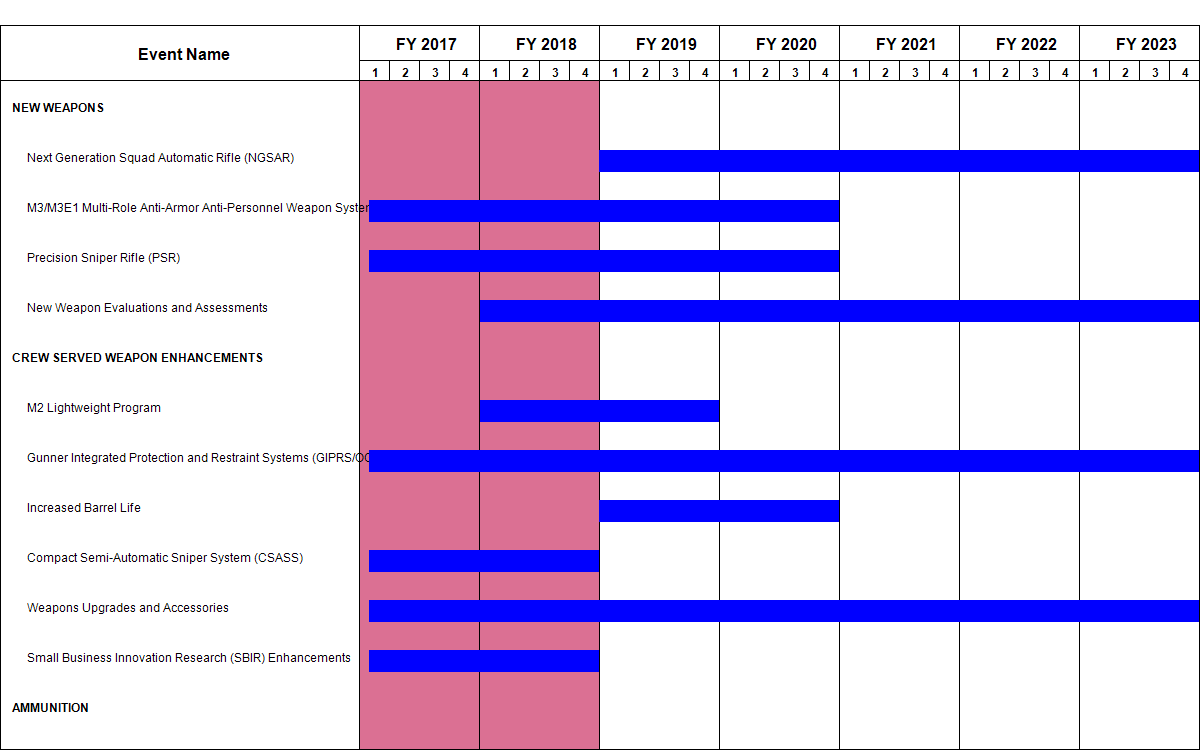 Event Name FY 2017 FY 2018 FY 2019 FY 2020 FY 2021 FY 2022 FY 2023
1 2 3 4 1 2 3 4 1 2 3 4 1 2 3 4 1 2 3 4 1 2 3 4 1 2 3 4
NEW WEAPONS
Next Generation Squad Automatic Rifle (NGSAR)
M3/M3E1 Multi-Role Anti-Armor Anti-Personnel Weapon
Precision Sniper Rifle (PSR)
New Weapon Evaluations and Assessments
CREW SERVED WEAPON ENHANCEMENTS
M2 Lightweight Program
Gunner Integrated Protection and Restraint Systems
Increased Barrel Life
Compact Semi-Automatic Sniper System (CSASS)
Weapons Upgrades and Accessories
Small Business Innovation Research (SBIR) Enhancements
AMMUNITION